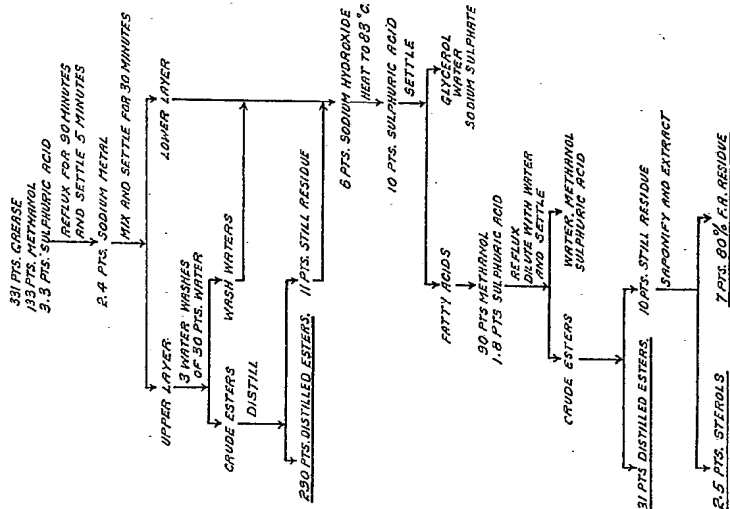 331 PTS. GREASE
133 PTS. METHANOL
3.3 PTS. SULPHURIC ACID
REFLUX FOR 90 MINUTES
AND SETTLE 5 MINUTES
2.4 PTS. SODIUM METAL
MIX AND SETTLE FOR 30 MINUTES
UPPER LAYER
LOWER LAYER
3 WATER WASHES
OF 30 PTS. WATER
CRUDE ESTERS
WASH WATERS
DISTILL
290 PTS. DISTILLED ESTERS.
11 PTS. STILL RESIDUE
6 PTS. SODIUM HYDROXIDE
HEAT TO 83°C.
10 PTS. SULPHURIC ACID
SETTLE
FATTY ACIDS
GLYCEROL
WATER
SODIUM SULPHATE
90 PTS METHANOL
1.8 PTS SULPHURIC ACID
REFLUX
DILUTE WITH WATER
AND SETTLE
CRUDE ESTERS
WATER, METHANOL
SULPHURIC ACID
31 PTS DISTILLED ESTERS.
10 PTS. STILL RESIDUE
SAPONIFY AND EXTRACT
2.5 PTS. STEROLS
7 PTS. 80% F.A. RESIDUE